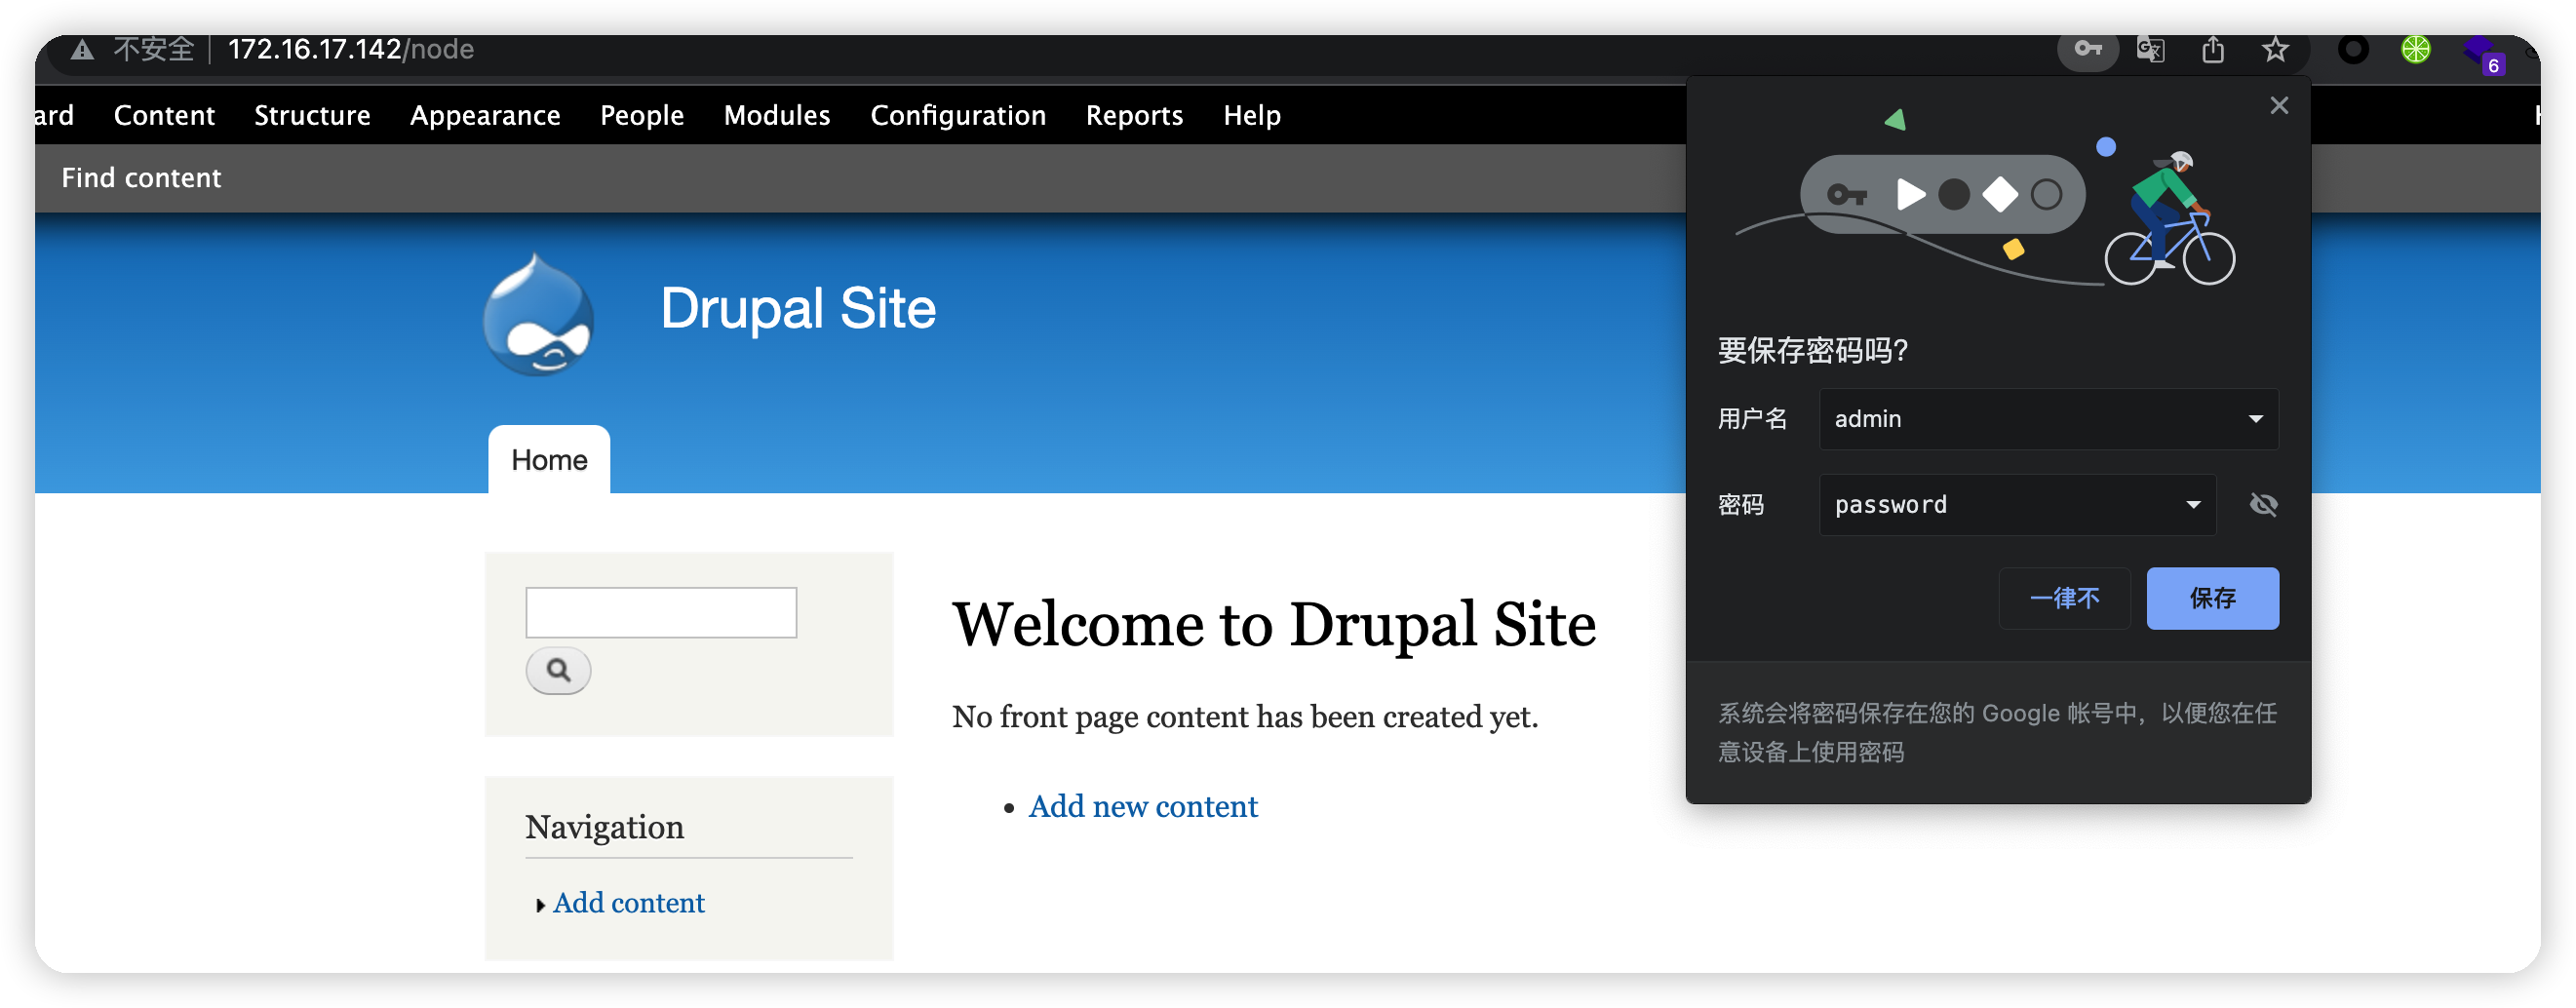 不安全 172.16.17.142/node
6
ard Content Structure Appearance People Modules Configuration Reports Help
Find content
Drupal Site
Home
Welcome to Drupal Site
No front page content has been created yet.
Add new content
Navigation
Add content
要保存密码吗?
用户名 admin
密码 password
一律不 保存
系统会将密码保存在您的 Google 帐号中，以便您在任
意设备上使用密码